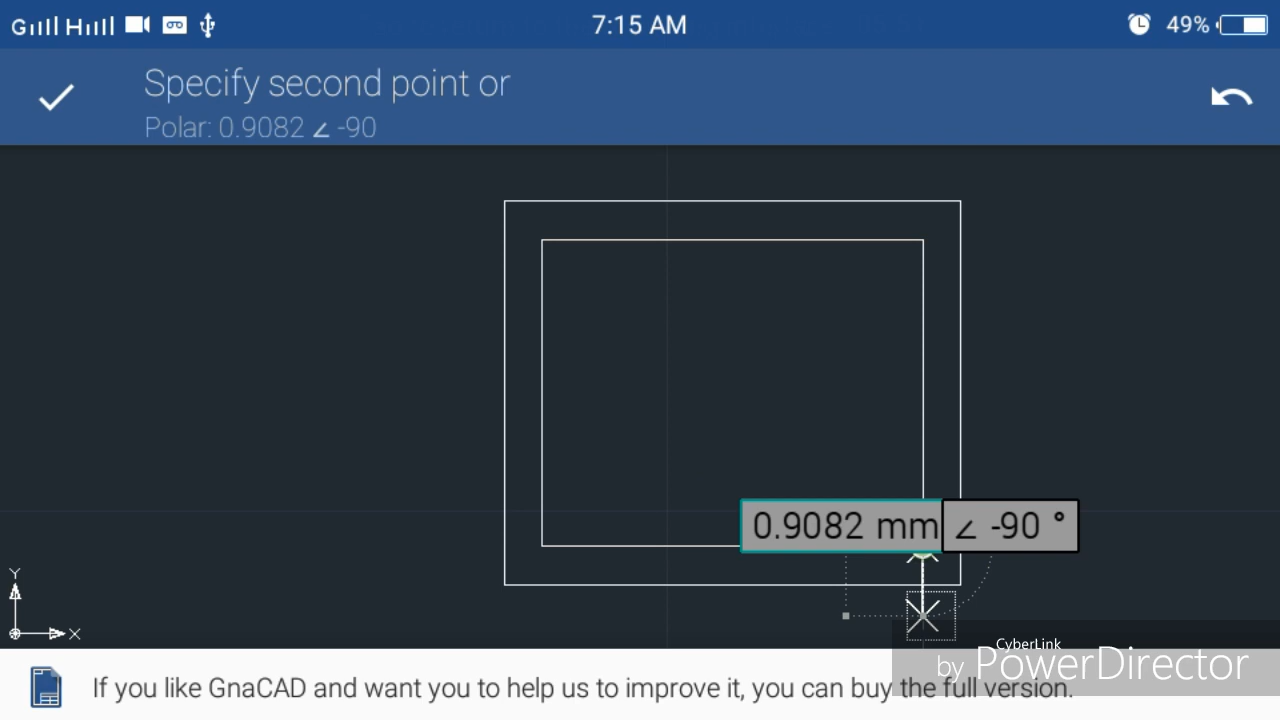 7:15 AM
49%
Specify second point or
Polar: 0.9082 ∠ -90
0.9082 mm ∠ -90 °
Y
X
CyberLink
by PowerDirector
If you like GnaCAD and want you to help us to improve it, you can buy the full version.